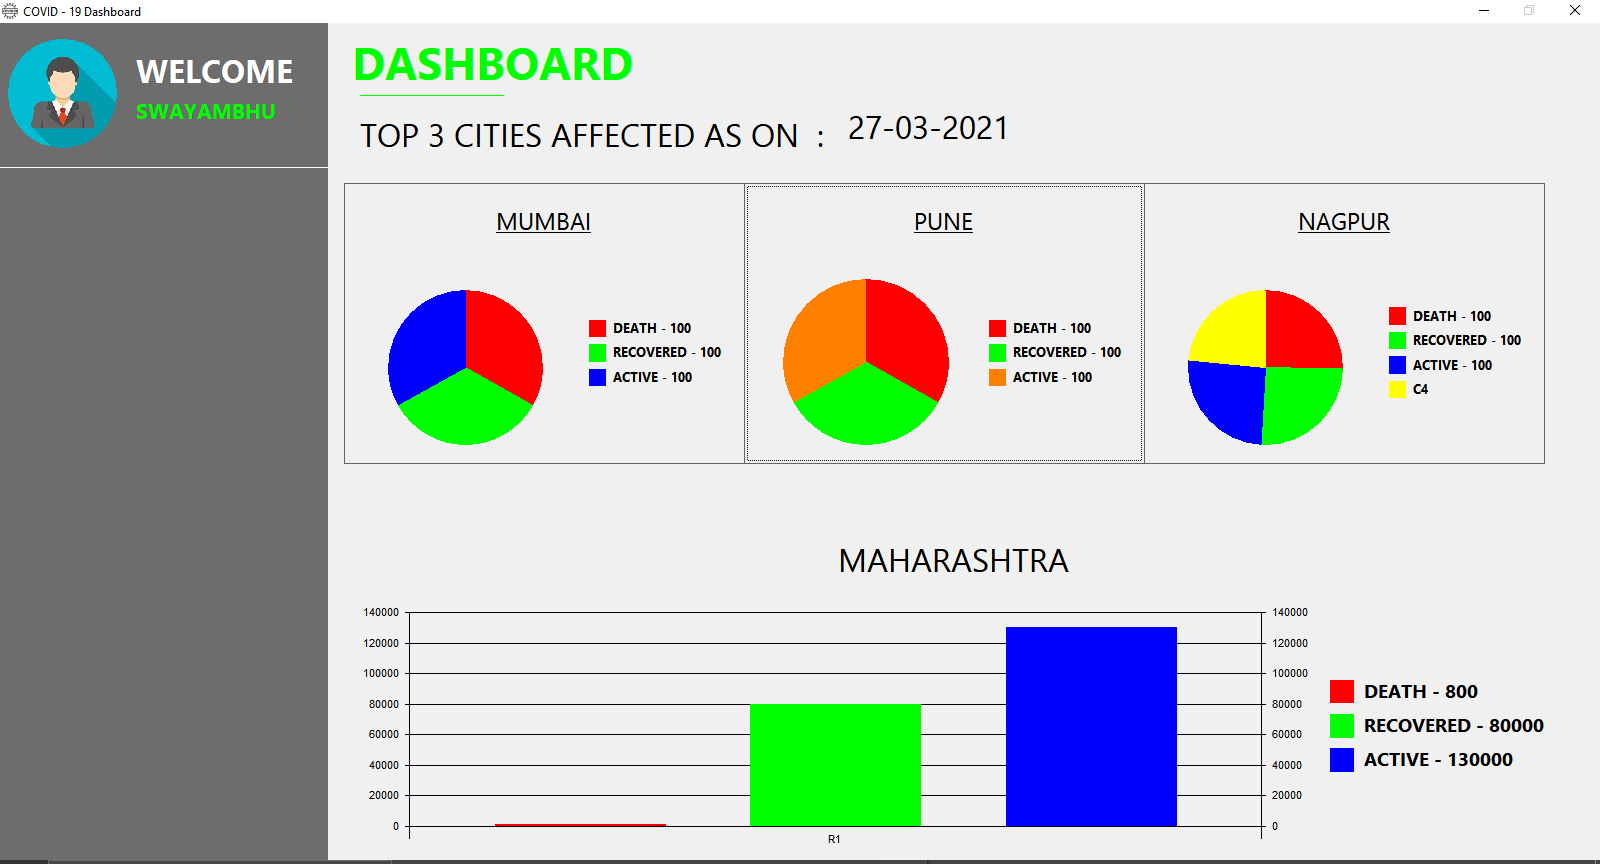 COVID - 19 Dashboard
WELCOME
SWAYAMBHU
DASHBOARD
TOP 3 CITIES AFFECTED AS ON : 27-03-2021
MUMBAI
DEATH - 100
RECOVERED - 100
ACTIVE - 100
PUNE
DEATH - 100
RECOVERED - 100
ACTIVE - 100
NAGPUR
DEATH - 100
RECOVERED - 100
ACTIVE - 100
C4
MAHARASHTRA
140000
120000
100000
80000
60000
40000
20000
0
R1
140000
120000
100000
80000
60000
40000
20000
0
DEATH - 800
RECOVERED - 80000
ACTIVE - 130000